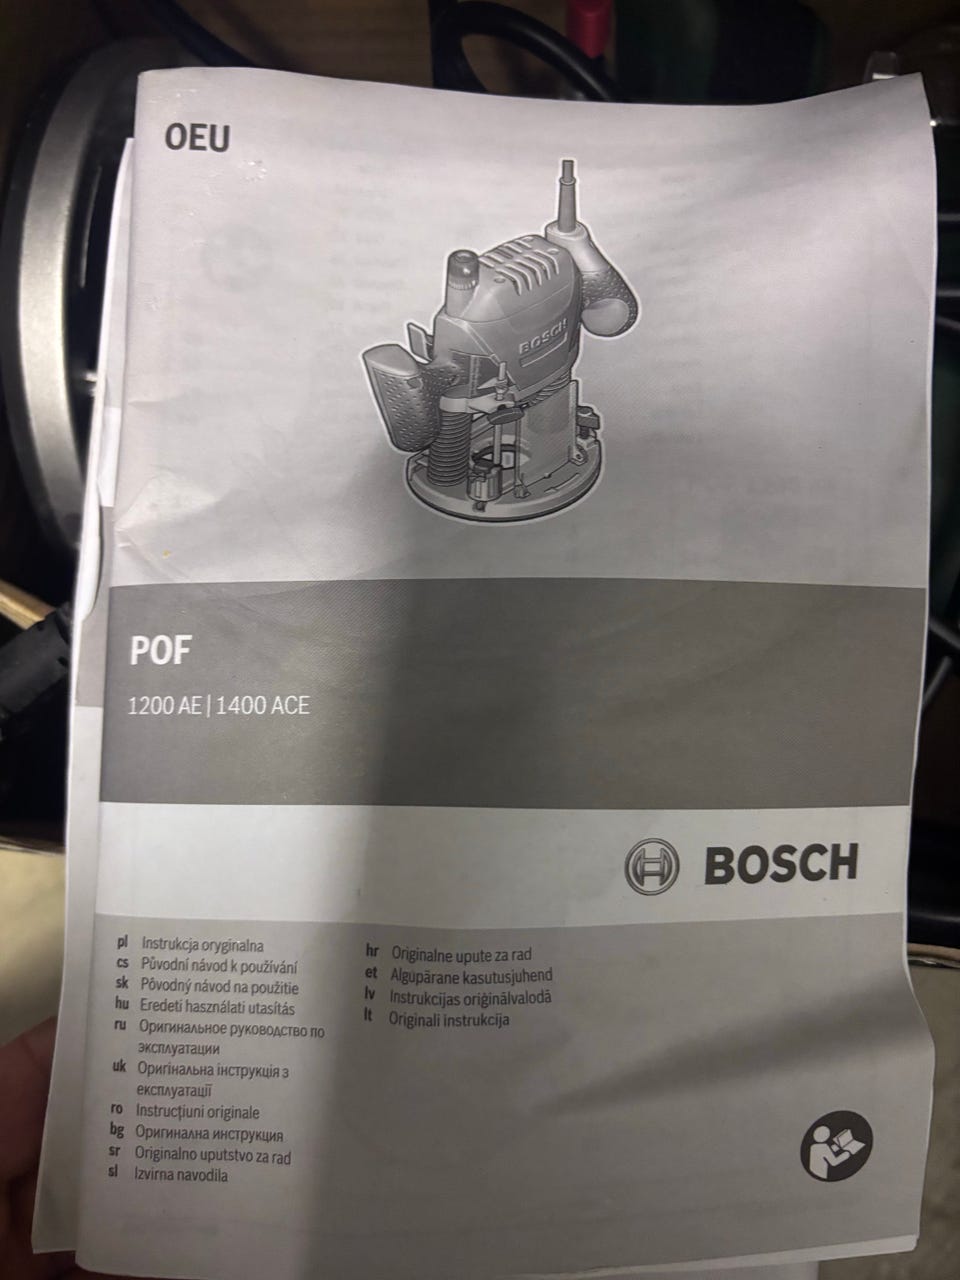 OEU
BOSCH
POF
1200 AE | 1400 ACE
BOSCH
pl Instrukcja oryginalna
cs Původní návod k používání
sk Pôvodný návod na použitie
hu Eredeti használati utasítás
ru Оригинальное руководство по
эксплуатации
uk Оригінальна інструкція з
експлуатації
ro Instrucțiuni originale
bg Оригинална инструкция
sr Originalno uputstvo za rad
sl Izvirna navodila
hr Originalne upute za rad
et Algupärane kasutusjuhend
lv Instrukcijas oriģinālvalodā
lt Originali instrukcija